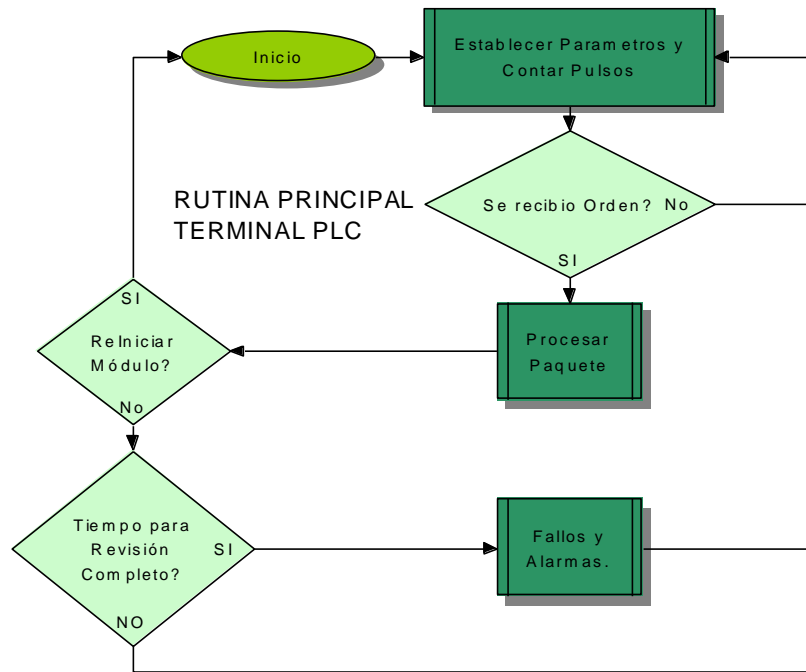 Inicio
Establecer Parametros y
Contar Pulsos
RUTINA PRINCIPAL
TERMINAL PLC
Se recibio Orden?
No
SI
SI
ReIniciar
Módulo?
No
Procesar
Paquete
Tiempo para
Revisión
Completo?
SI
NO
Fallos y
Alarmas.